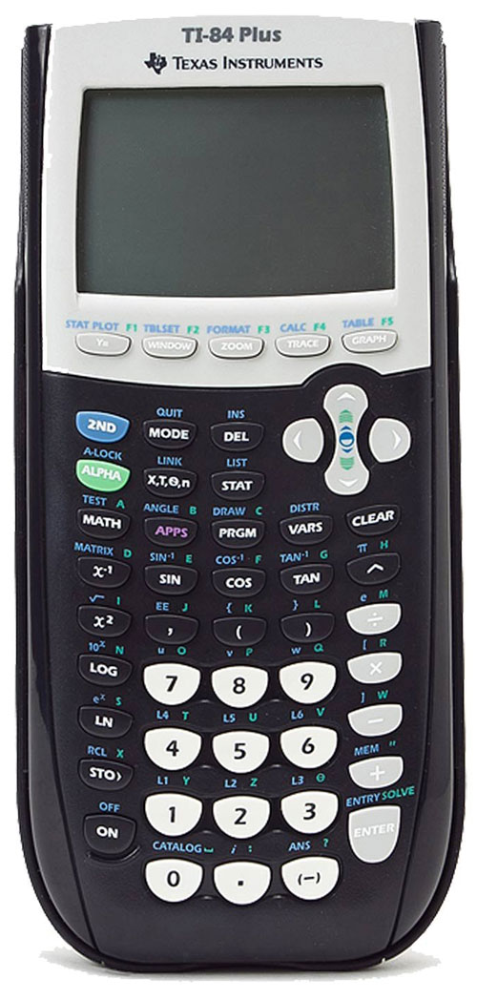 TI-84 Plus
TEXAS INSTRUMENTS
STAT PLOT F1 TBLSET F2 FORMAT F3 CALC F4 TABLE F5
Y= WINDOW ZOOM TRACE GRAPH
QUIT INS
2ND MODE DEL
A-LOCK LINK LIST
ALPHA X,T,Θ,n STAT
TEST A ANGLE B DRAW C DISTR
MATH APPS PRGM VARS CLEAR
MATRIX D SIN⁻¹ E COS⁻¹ F TAN⁻¹ G π H
x⁻¹ SIN COS TAN ^
√ I EE J { K } L e M
x² , ( ) ÷
10ˣ N u O v P w Q [ R
LOG 7 8 9 ×
eˣ S L4 T L5 U L6 V ] W
LN 4 5 6 −
RCL X L1 Y L2 Z L3 Θ MEM "
STO› 1 2 3 +
OFF CATALOG ⎵ i : ANS ? ENTRY SOLVE
ON 0 . (−) ENTER